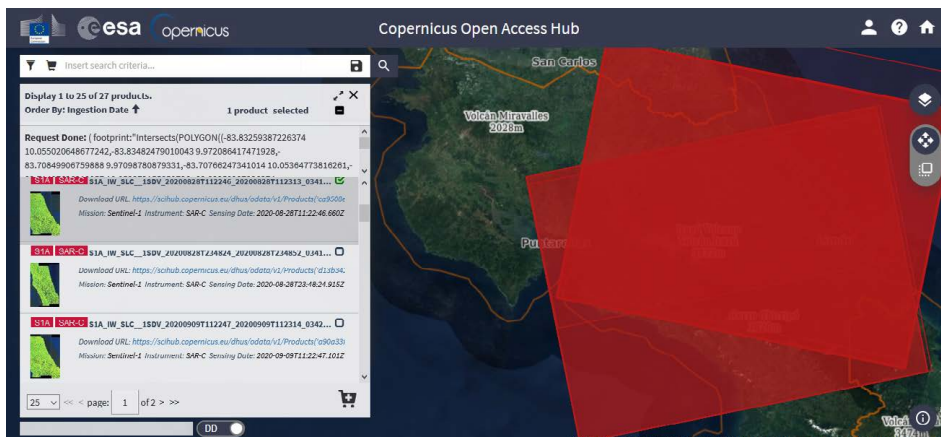 esa
opernicus
Copernicus Open Access Hub
Insert search criteria...
Display 1 to 25 of 27 products.
Order By: Ingestion Date
1 product selected
Request Done: ( footprint:"Intersects(POLYGON((-83.83259387226374
10.055020648677242,-83.83482479010043 9.972086417471928,-
83.70849906759888 9.97098780879331,-83.70766247341014 10.05364773816261,-
S1A SAR-C S1A_IW_SLC__1SDV_20200828T112246_20200828T112313_0341...
Download URL: https://scihub.copernicus.eu/dhus/odata/v1/Products('ca9500e
Mission: Sentinel-1 Instrument: SAR-C Sensing Date: 2020-08-28T11:22:46.660Z
S1A SAR-C S1A_IW_SLC__1SDV_20200828T234824_20200828T234852_0341...
Download URL: https://scihub.copernicus.eu/dhus/odata/v1/Products('d13b342
Mission: Sentinel-1 Instrument: SAR-C Sensing Date: 2020-08-28T23:48:24.915Z
S1A SAR-C S1A_IW_SLC__1SDV_20200909T112247_20200909T112314_0342...
Download URL: https://scihub.copernicus.eu/dhus/odata/v1/Products('a90a33
Mission: Sentinel-1 Instrument: SAR-C Sensing Date: 2020-09-09T11:22:47.101Z
25 << < page: 1 of 2 > >>
DD
San Carlos
Volcán Miravalles
2028m